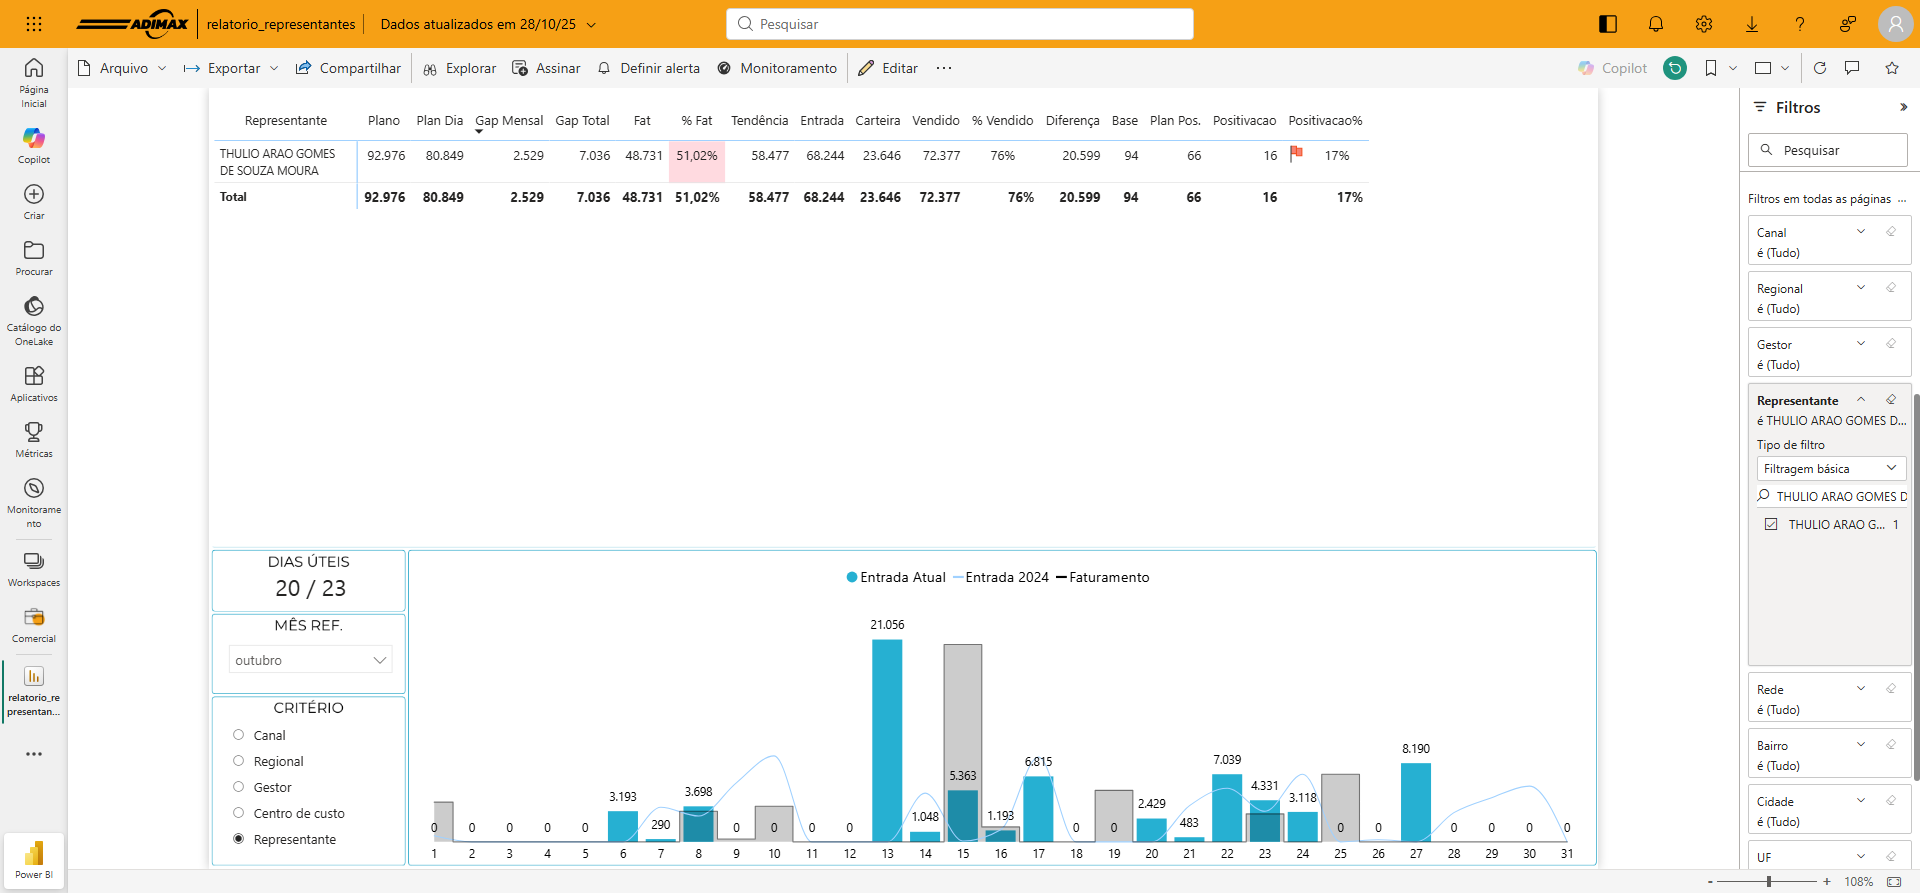 ADIMAX
relatorio_representantes
Dados atualizados em 28/10/25
Pesquisar
Arquivo
Exportar
Compartilhar
Explorar
Assinar
Definir alerta
Monitoramento
Editar
Copilot
Página Inicial
Copilot
Criar
Procurar
Catálogo do OneLake
Aplicativos
Métricas
Monitorame
nto
Workspaces
Comercial
relatorio_re
presentan...
Power BI
Representante Plano Plan Dia Gap Mensal Gap Total Fat % Fat Tendência Entrada Carteira Vendido % Vendido Diferença Base Plan Pos. Positivacao Positivacao%
THULIO ARAO GOMES DE SOUZA MOURA 92.976 80.849 2.529 7.036 48.731 51,02% 58.477 68.244 23.646 72.377 76% 20.599 94 66 16 17%
Total 92.976 80.849 2.529 7.036 48.731 51,02% 58.477 68.244 23.646 72.377 76% 20.599 94 66 16 17%
DIAS ÚTEIS
20 / 23
MÊS REF.
outubro
CRITÉRIO
Canal
Regional
Gestor
Centro de custo
Representante
Entrada Atual Entrada 2024 Faturamento
0 0 0 0 0 3.193 290 3.698 0 0 0 0 21.056 1.048 5.363 1.193 6.815 0 0 2.429 483 7.039 4.331 3.118 0 0 8.190 0 0 0 0
1 2 3 4 5 6 7 8 9 10 11 12 13 14 15 16 17 18 19 20 21 22 23 24 25 26 27 28 29 30 31
Filtros
Pesquisar
Filtros em todas as páginas ...
Canal
é (Tudo)
Regional
é (Tudo)
Gestor
é (Tudo)
Representante
é THULIO ARAO GOMES D...
Tipo de filtro
Filtragem básica
THULIO ARAO GOMES D
THULIO ARAO G... 1
Rede
é (Tudo)
Bairro
é (Tudo)
Cidade
é (Tudo)
UF
- + 108%